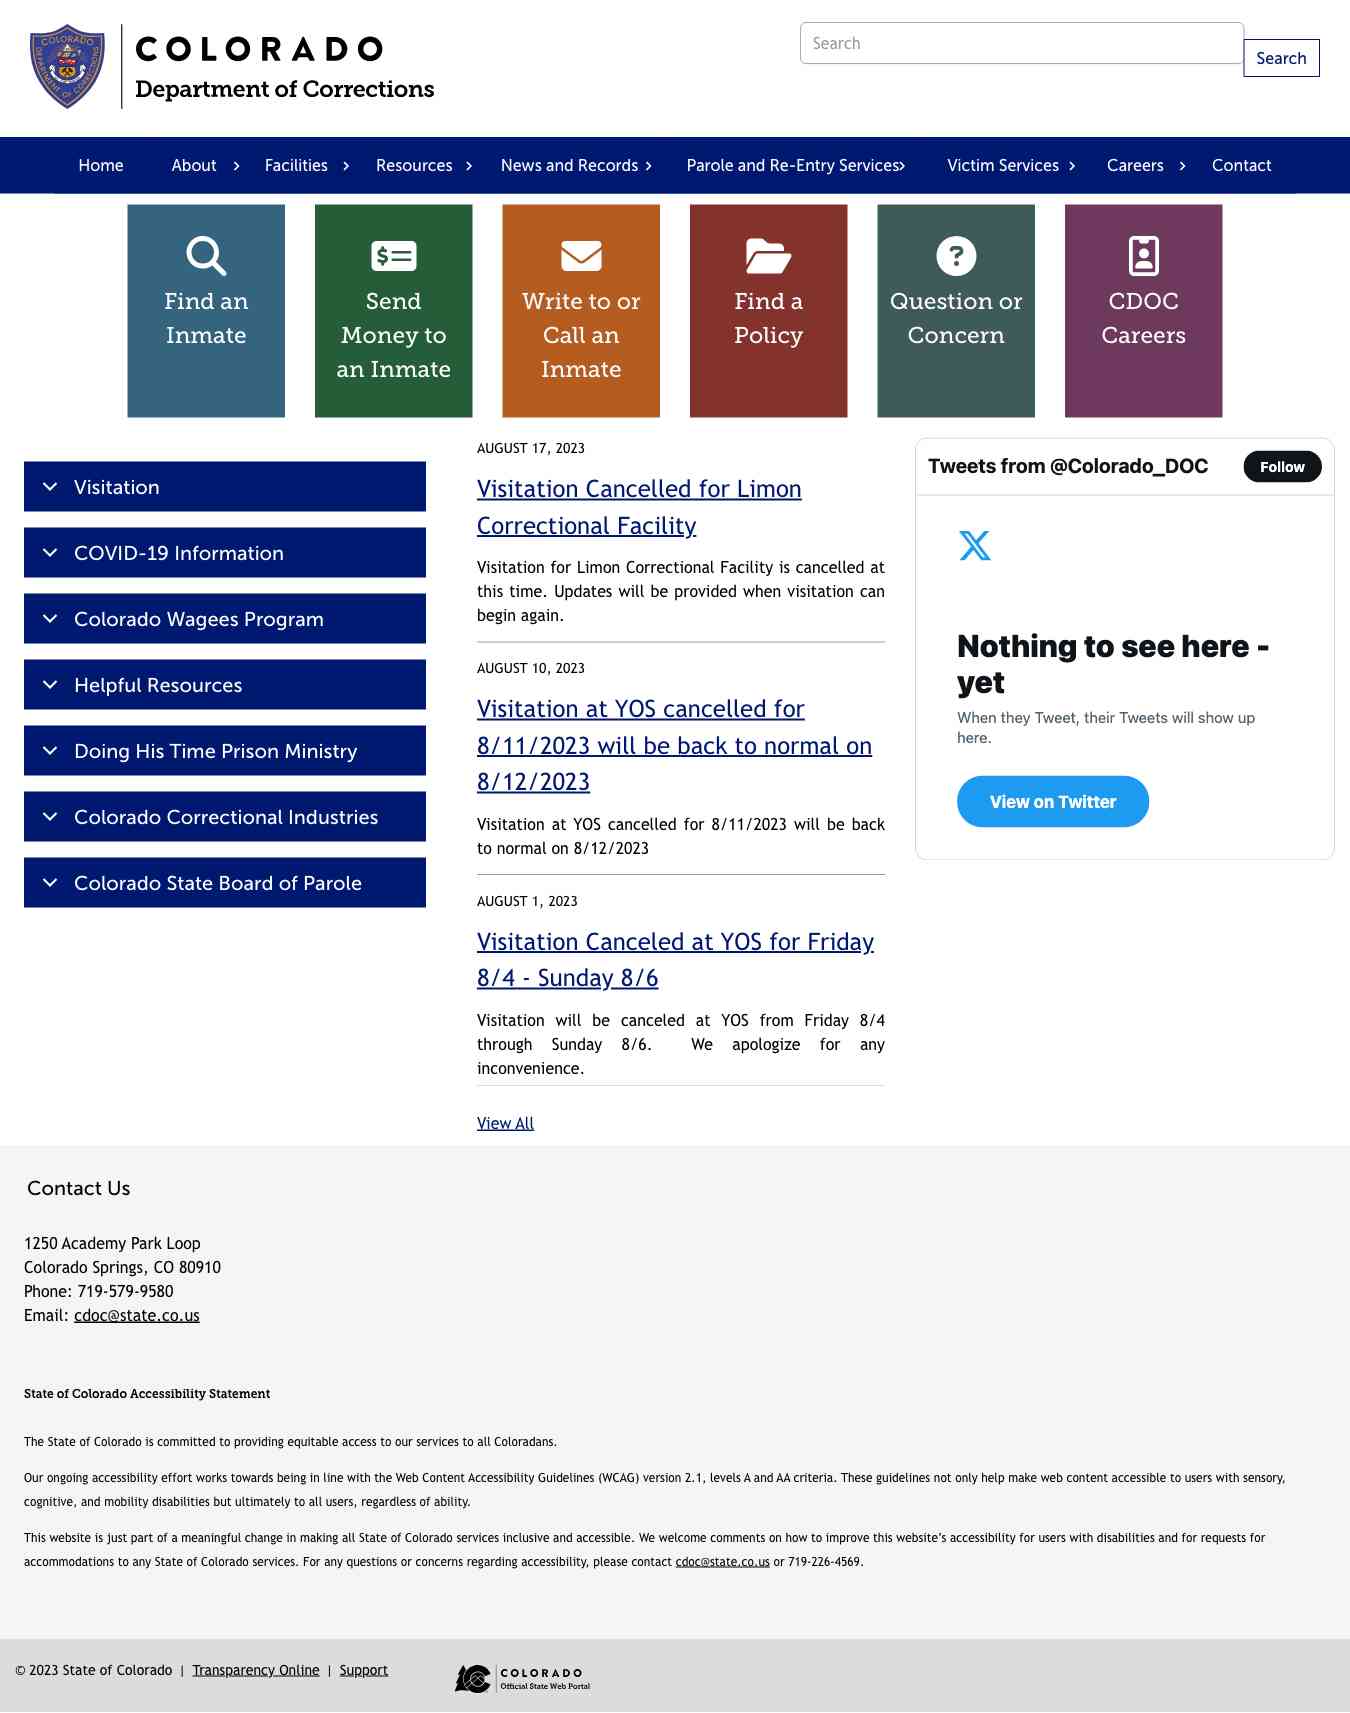 COLORADO
Department of Corrections
Search
Search
Home
About
Facilities
Resources
News and Records
Parole and Re-Entry Services
Victim Services
Careers
Contact
Find an
Inmate
Send
Money to
an Inmate
Write to or
Call an
Inmate
Find a
Policy
Question or
Concern
CDOC
Careers
Visitation
COVID-19 Information
Colorado Wagees Program
Helpful Resources
Doing His Time Prison Ministry
Colorado Correctional Industries
Colorado State Board of Parole
AUGUST 17, 2023
Visitation Cancelled for Limon
Correctional Facility
Visitation for Limon Correctional Facility is cancelled at
this time. Updates will be provided when visitation can
begin again.
AUGUST 10, 2023
Visitation at YOS cancelled for
8/11/2023 will be back to normal on
8/12/2023
Visitation at YOS cancelled for 8/11/2023 will be back
to normal on 8/12/2023
AUGUST 1, 2023
Visitation Canceled at YOS for Friday
8/4 - Sunday 8/6
Visitation will be canceled at YOS from Friday 8/4
through Sunday 8/6. We apologize for any
inconvenience.
View All
Tweets from @Colorado_DOC
Follow
Nothing to see here -
yet
When they Tweet, their Tweets will show up
here.
View on Twitter
Contact Us
1250 Academy Park Loop
Colorado Springs, CO 80910
Phone: 719-579-9580
Email: cdoc@state.co.us
State of Colorado Accessibility Statement
The State of Colorado is committed to providing equitable access to our services to all Coloradans.
Our ongoing accessibility effort works towards being in line with the Web Content Accessibility Guidelines (WCAG) version 2.1, levels A and AA criteria. These guidelines not only help make web content accessible to users with sensory,
cognitive, and mobility disabilities but ultimately to all users, regardless of ability.
This website is just part of a meaningful change in making all State of Colorado services inclusive and accessible. We welcome comments on how to improve this website's accessibility for users with disabilities and for requests for
accommodations to any State of Colorado services. For any questions or concerns regarding accessibility, please contact cdoc@state.co.us or 719-226-4569.
© 2023 State of Colorado | Transparency Online | Support
COLORADO
Official State Web Portal